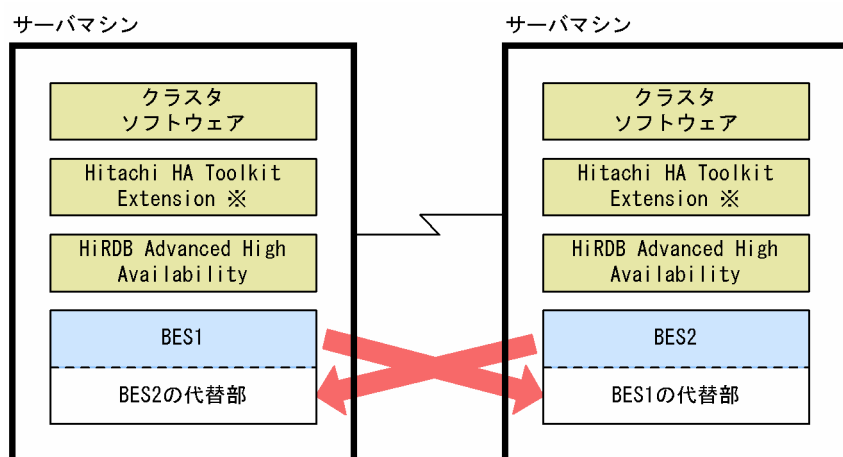 サーバマシン
クラスタ
ソフトウェア
Hitachi HA Toolkit
Extension ※
HiRDB Advanced High
Availability
BES1
BES2の代替部
サーバマシン
クラスタ
ソフトウェア
Hitachi HA Toolkit
Extension ※
HiRDB Advanced High
Availability
BES2
BES1の代替部